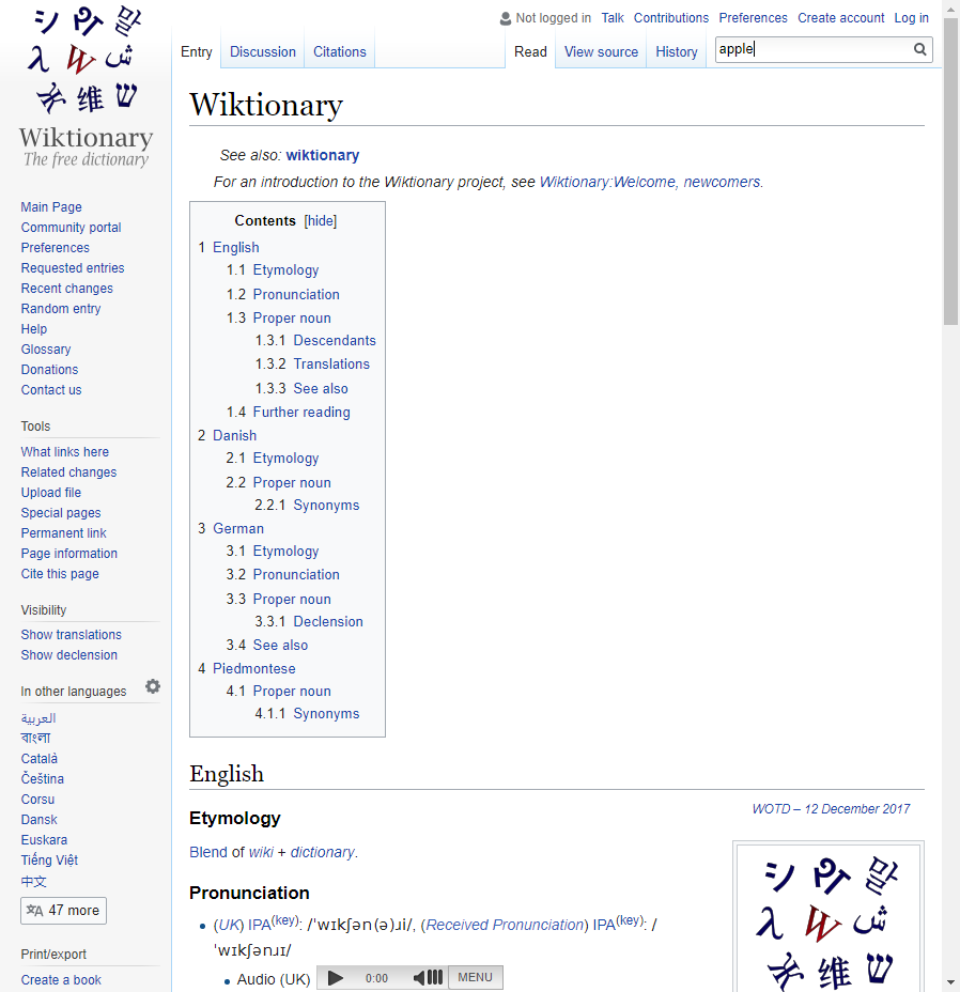 シ ጣ 말
λ W ش
维 ש
Wiktionary
The free dictionary
Not logged in Talk Contributions Preferences Create account Log in
Entry Discussion Citations Read View source History apple
Wiktionary
See also: wiktionary
For an introduction to the Wiktionary project, see Wiktionary:Welcome, newcomers.
Contents [hide]
1 English
1.1 Etymology
1.2 Pronunciation
1.3 Proper noun
1.3.1 Descendants
1.3.2 Translations
1.3.3 See also
1.4 Further reading
2 Danish
2.1 Etymology
2.2 Proper noun
2.2.1 Synonyms
3 German
3.1 Etymology
3.2 Pronunciation
3.3 Proper noun
3.3.1 Declension
3.4 See also
4 Piedmontese
4.1 Proper noun
4.1.1 Synonyms
Main Page
Community portal
Preferences
Requested entries
Recent changes
Random entry
Help
Glossary
Donations
Contact us
Tools
What links here
Related changes
Upload file
Special pages
Permanent link
Page information
Cite this page
Visibility
Show translations
Show declension
In other languages
العربية
বাংলা
Català
Čeština
Corsu
Dansk
Euskara
Tiếng Việt
中文
47 more
Print/export
Create a book
English
WOTD – 12 December 2017
Etymology
Blend of wiki + dictionary.
Pronunciation
• (UK) IPA(key): /ˈwɪkʃən(ə)ɹi/, (Received Pronunciation) IPA(key): /
ˈwɪkʃənɹɪ/
• Audio (UK) 0:00 MENU
シ 말
λ W ش
维 ש